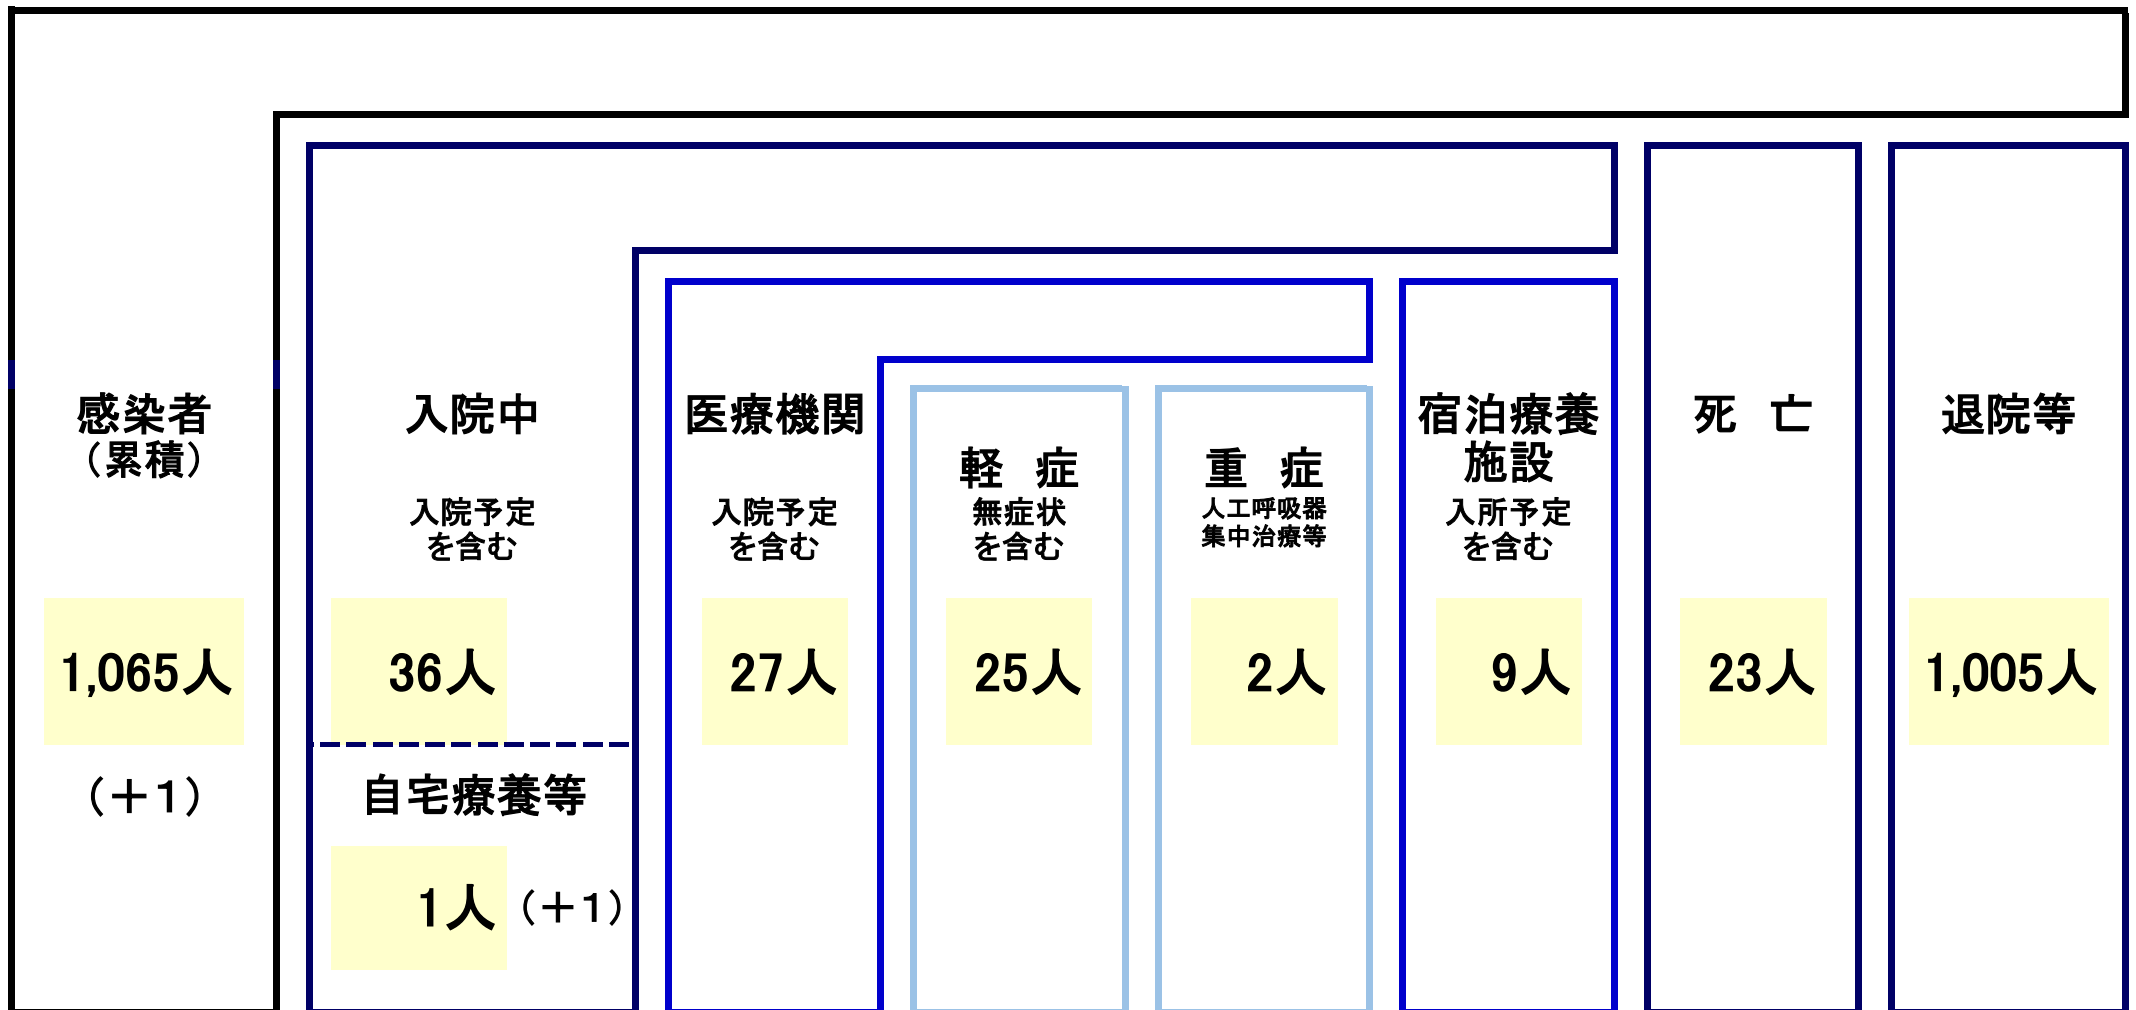 感染者
（累積）
1,065人
（＋１）
入院中
入院予定
を含む
36人
自宅療養等
1人（＋１）
医療機関
入院予定
を含む
27人
軽　症
無症状
を含む
25人
重　症
人工呼吸器
集中治療等
2人
宿泊療養
施設
入所予定
を含む
9人
死　亡
23人
退院等
1,005人